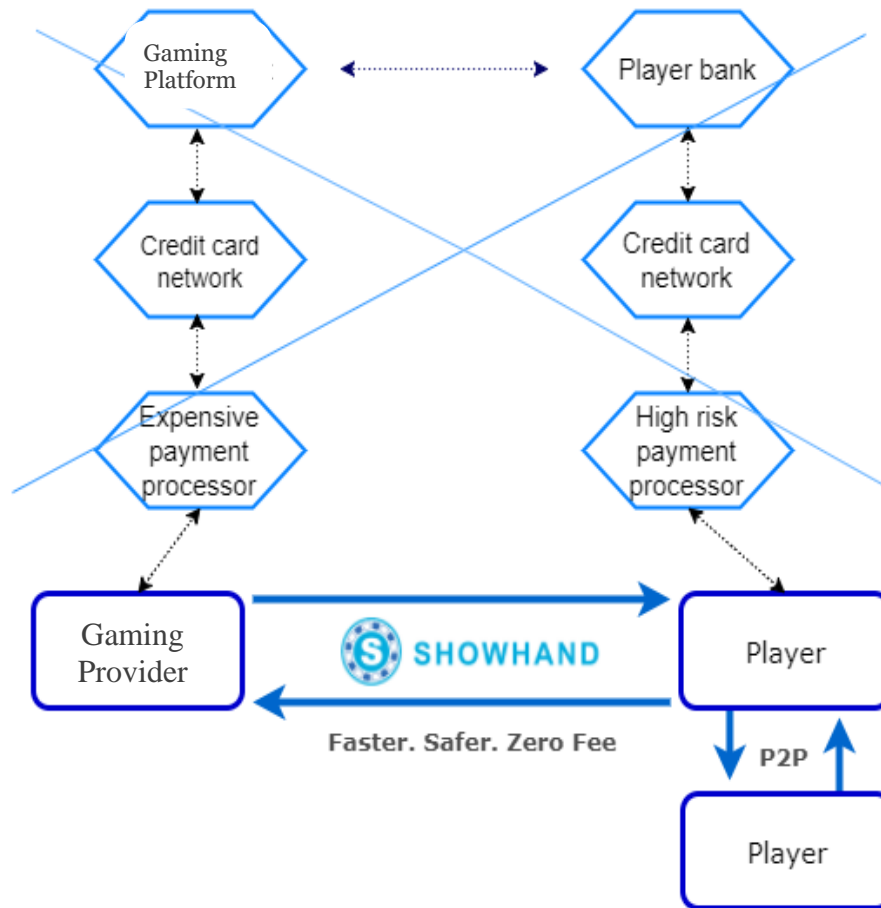 Gaming
Platform
Player bank
Credit card
network
Credit card
network
Expensive
payment
processor
High risk
payment
processor
Gaming
Provider
S SHOWHAND
Player
Faster. Safer. Zero Fee
P2P
Player